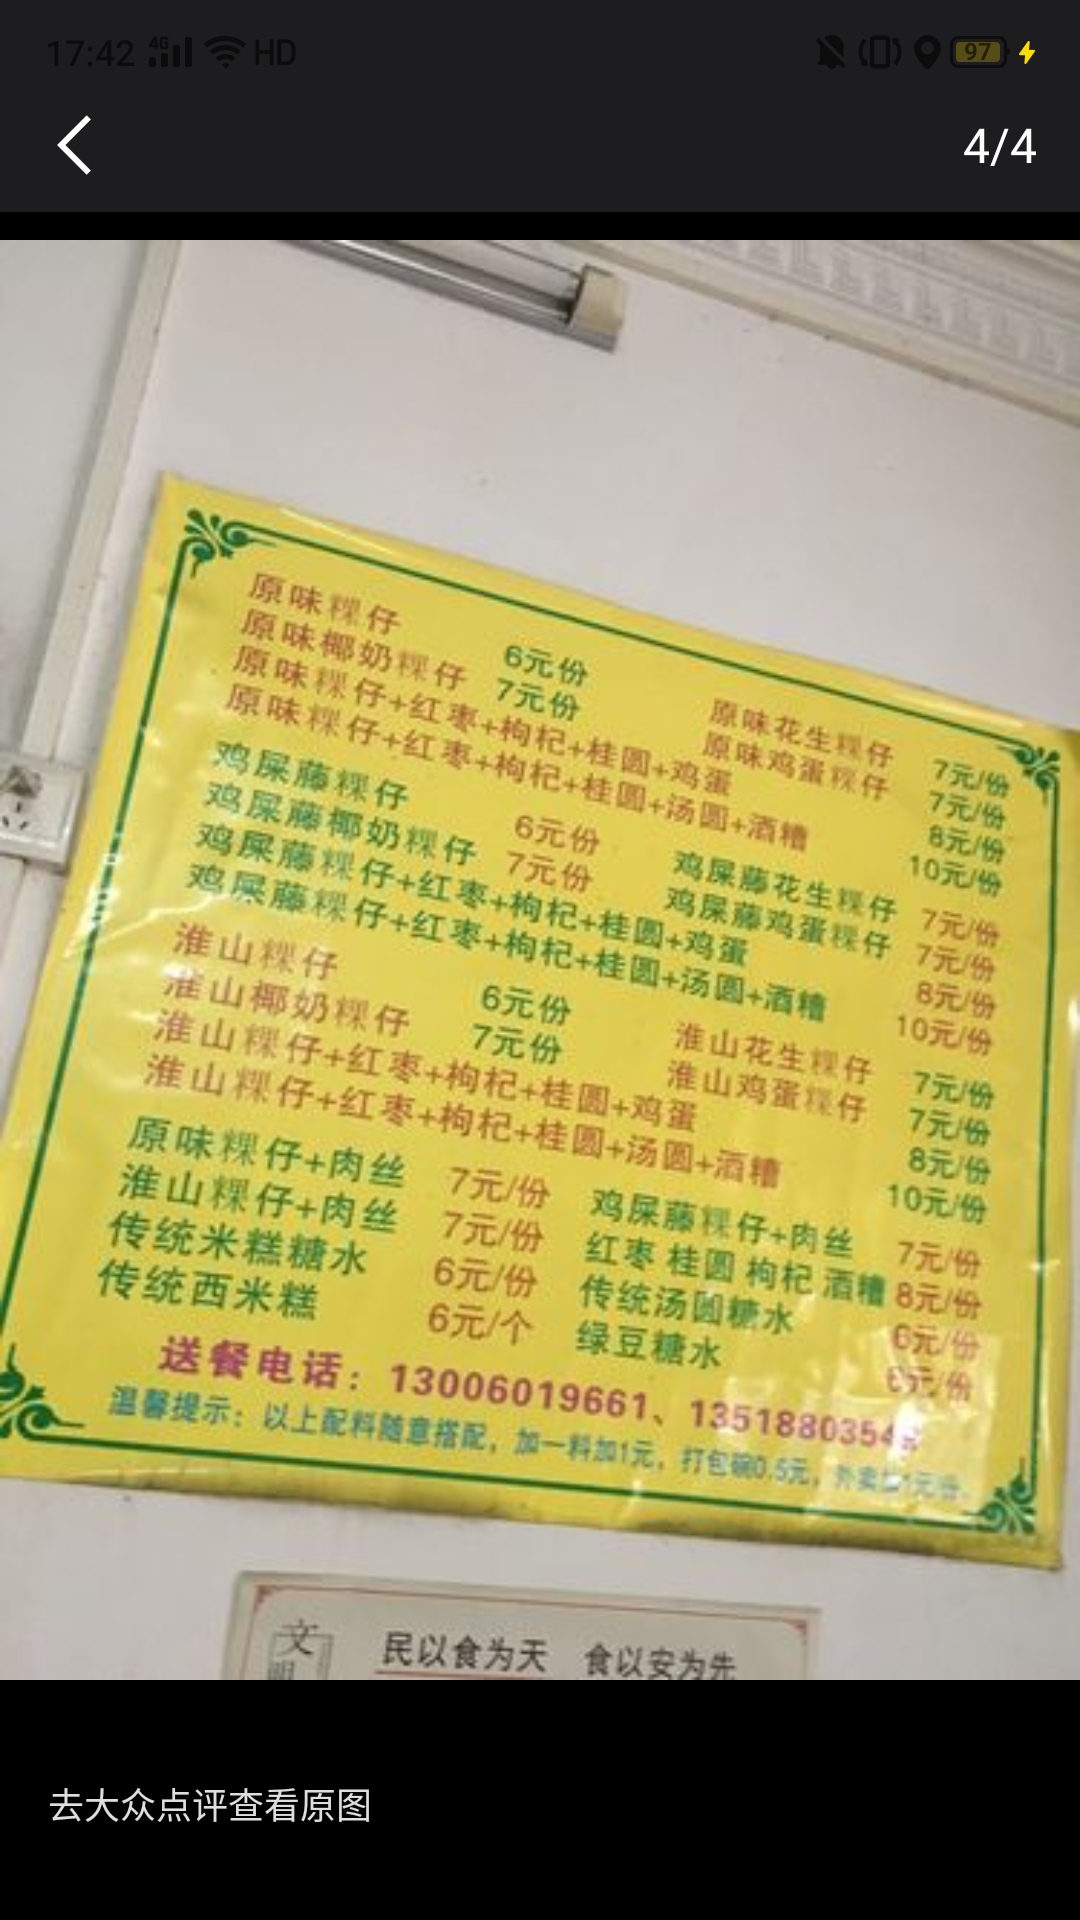 17:42 4G HD 97
4/4
原味粿仔 6元份 原味花生粿仔 7元/份
原味椰奶粿仔 7元份 原味鸡蛋粿仔 7元/份
原味粿仔+红枣+枸杞+桂圆+鸡蛋 8元/份
原味粿仔+红枣+枸杞+桂圆+汤圆+酒糟 10元/份
鸡屎藤粿仔 6元份 鸡屎藤花生粿仔 7元/份
鸡屎藤椰奶粿仔 7元份 鸡屎藤鸡蛋粿仔 7元/份
鸡屎藤粿仔+红枣+枸杞+桂圆+鸡蛋 8元/份
鸡屎藤粿仔+红枣+枸杞+桂圆+汤圆+酒糟 10元/份
淮山粿仔 6元份 淮山花生粿仔 7元/份
淮山椰奶粿仔 7元份 淮山鸡蛋粿仔 7元/份
淮山粿仔+红枣+枸杞+桂圆+鸡蛋 8元/份
淮山粿仔+红枣+枸杞+桂圆+汤圆+酒糟 10元/份
原味粿仔+肉丝 7元/份 鸡屎藤粿仔+肉丝 7元/份
淮山粿仔+肉丝 7元/份 红枣 桂圆 枸杞 酒糟 8元/份
传统米糕糖水 6元/份 传统汤圆糖水 6元/份
传统西米糕 6元/个 绿豆糖水 6元/份
送餐电话：13006019661、
温馨提示：以上配料随意搭配，加一料加1元，打包碗0.5元，
文
民以食为天 食以安为先
去大众点评查看原图